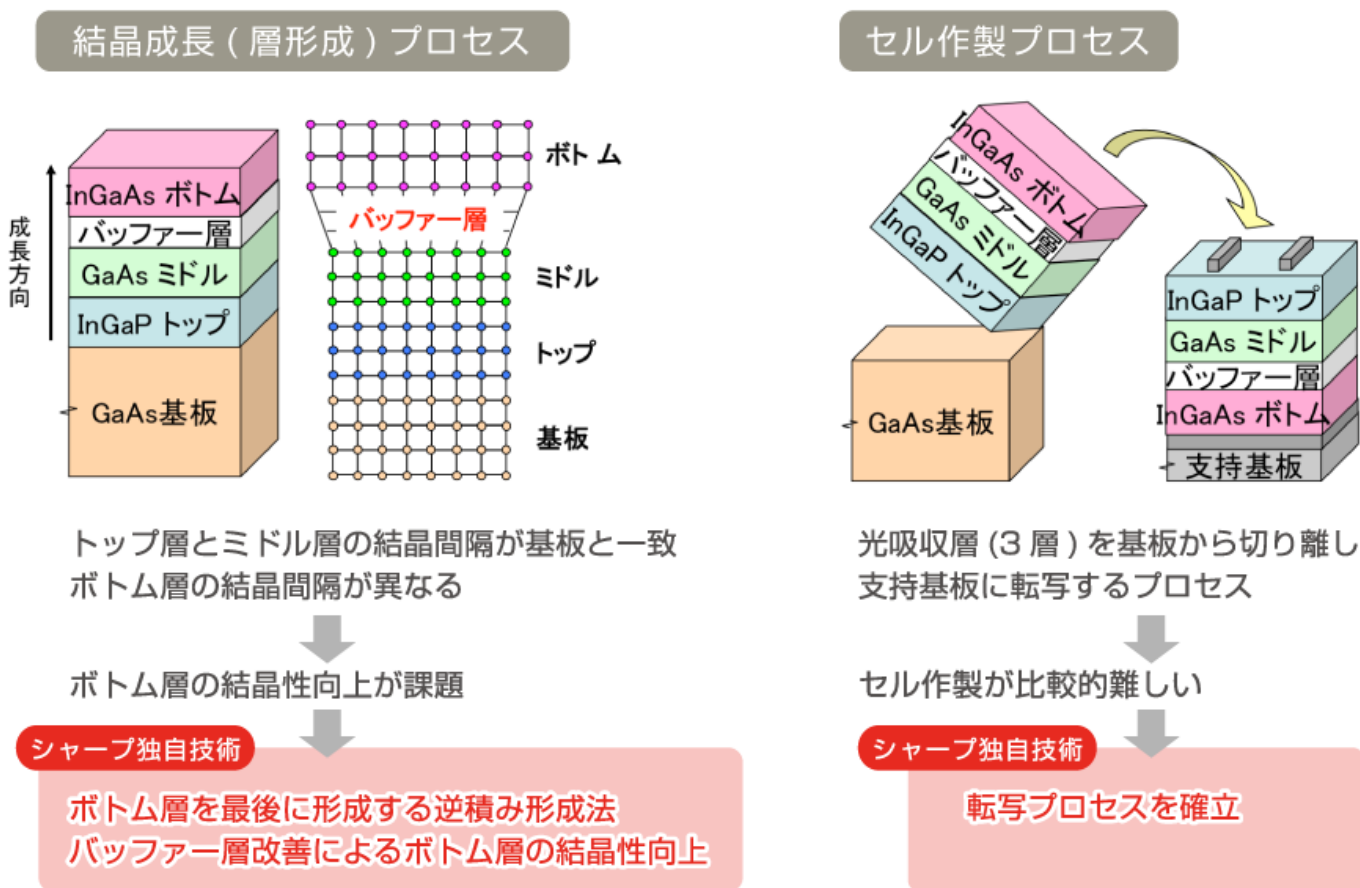 結晶成長 ( 層形成 ) プロセス
成長方向
InGaAs ボトム
バッファー層
GaAs ミドル
InGaP トップ
GaAs基板
ボトム
バッファー層
ミドル
トップ
基板
トップ層とミドル層の結晶間隔が基板と一致
ボトム層の結晶間隔が異なる
ボトム層の結晶性向上が課題
シャープ独自技術
ボトム層を最後に形成する逆積み形成法
バッファー層改善によるボトム層の結晶性向上
セル作製プロセス
InGaAs ボトム
バッファー層
GaAs ミドル
InGaP トップ
GaAs基板
InGaP トップ
GaAs ミドル
バッファー層
InGaAs ボトム
支持基板
光吸収層 (3 層 ) を基板から切り離し
支持基板に転写するプロセス
セル作製が比較的難しい
シャープ独自技術
転写プロセスを確立